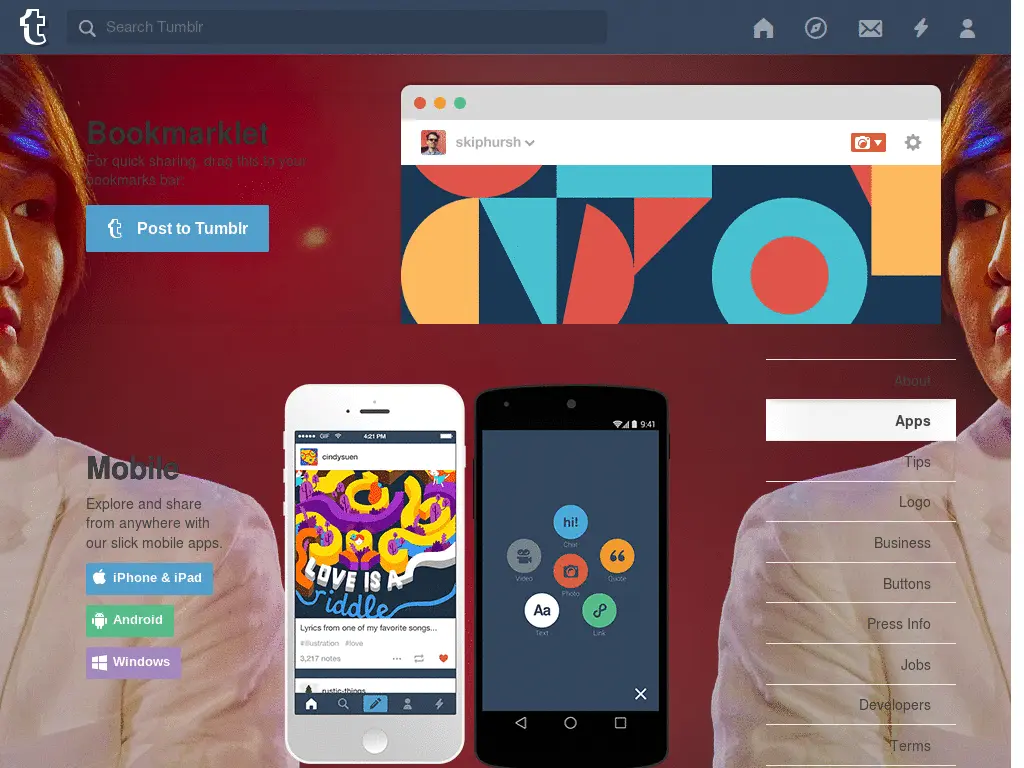 Search Tumblr
Bookmarklet
For quick sharing, drag this to your
bookmarks bar:
Post to Tumblr
skiphursh
Mobile
Explore and share
from anywhere with
our slick mobile apps.
iPhone & iPad
Android
Windows
GIF
4:21 PM
cindysuen
LOVE IS A
riddle
Lyrics from one of my favorite songs...
#illustration #love
3,217 notes
rustic-things
9:41
hi!
Chat
Video
Quote
Photo
Aa
Text
Link
About
Apps
Tips
Logo
Business
Buttons
Press Info
Jobs
Developers
Terms